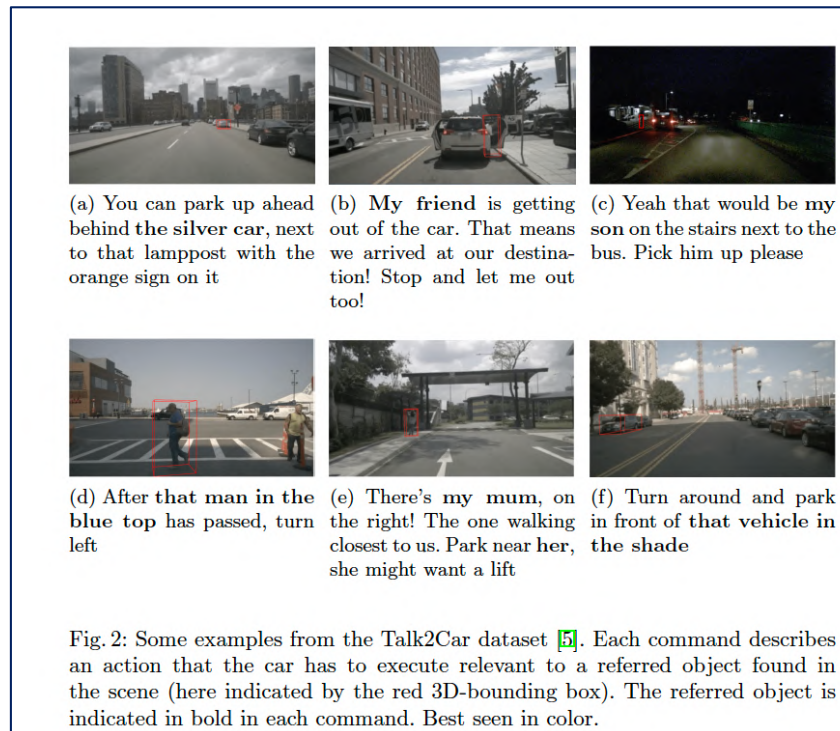 (a) You can park up ahead
behind the silver car, next
to that lamppost with the
orange sign on it
(b) My friend is getting
out of the car. That means
we arrived at our destina-
tion! Stop and let me out
too!
(c) Yeah that would be my
son on the stairs next to the
bus. Pick him up please
(d) After that man in the
blue top has passed, turn
left
(e) There's my mum, on
the right! The one walking
closest to us. Park near her,
she might want a lift
(f) Turn around and park
in front of that vehicle in
the shade
Fig. 2: Some examples from the Talk2Car dataset [5]. Each command describes
an action that the car has to execute relevant to a referred object found in
the scene (here indicated by the red 3D-bounding box). The referred object is
indicated in bold in each command. Best seen in color.